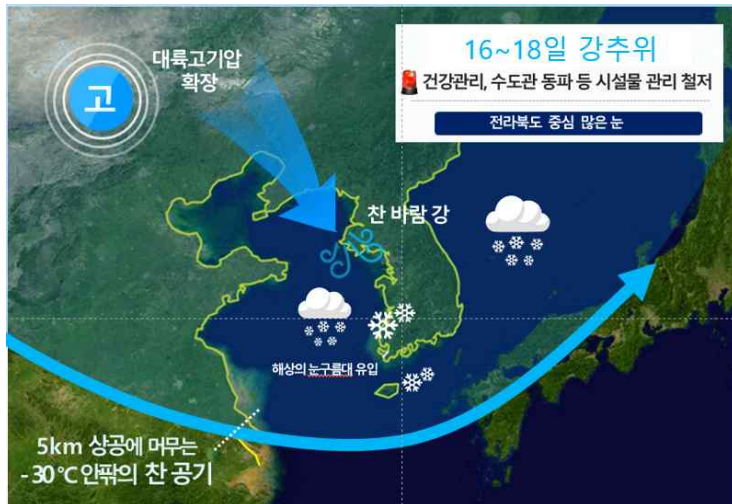 고
대륙고기압
확장
16~18일 강추위
건강관리, 수도관 동파 등 시설물 관리 철저
전라북도 중심 많은 눈
찬 바람 강
해상의 눈구름대 유입
5km 상공에 머무는
-30℃안팎의 찬 공기